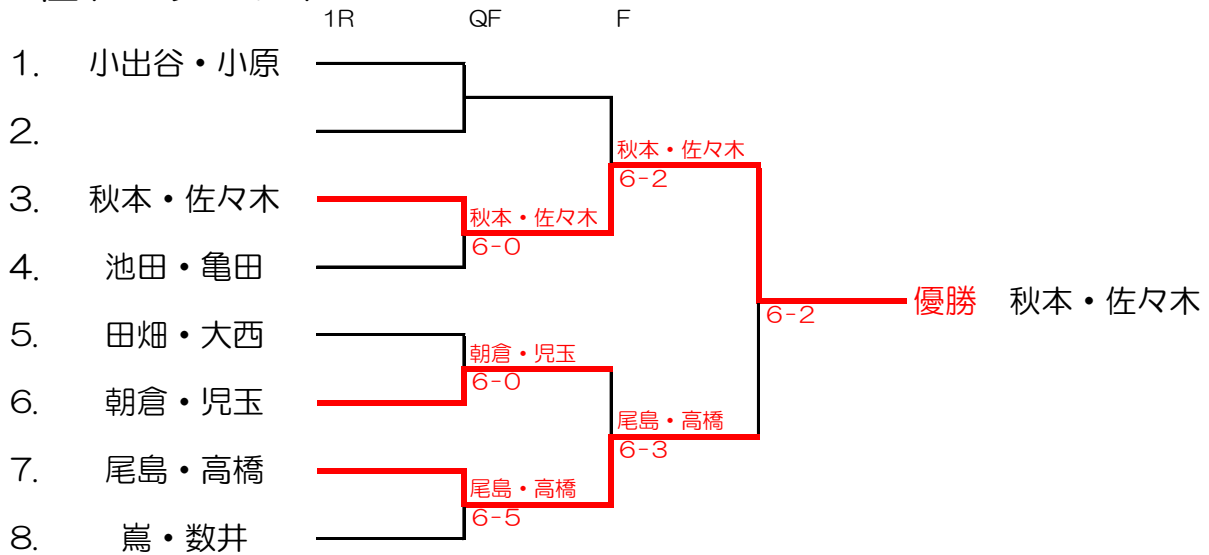 1R QF F
1. 小出谷・小原
2.
秋本・佐々木
6-2
3. 秋本・佐々木
秋本・佐々木
6-0
4. 池田・亀田
優勝 秋本・佐々木
6-2
5. 田畑・大西
朝倉・児玉
6-0
6. 朝倉・児玉
尾島・高橋
6-3
7. 尾島・高橋
尾島・高橋
6-5
8. 嶌・数井